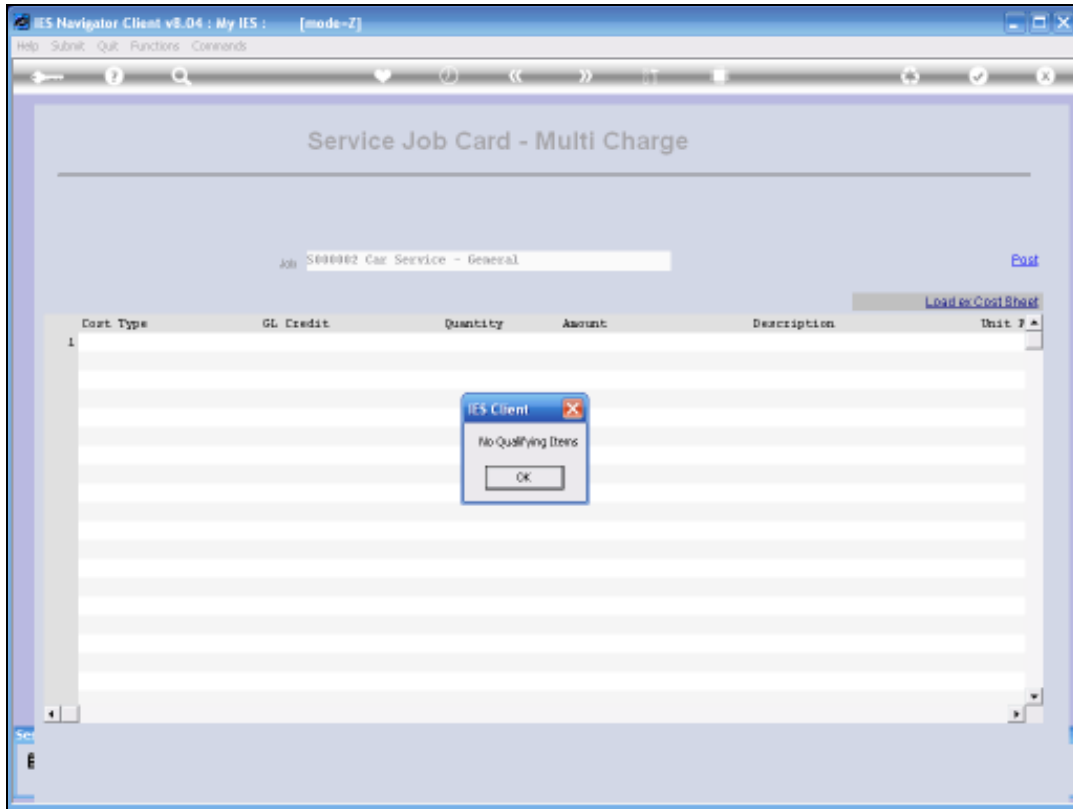 IES Navigator Client v8.04 : My IES : [mode=Z]
Help Submit Quit Functions Commands
Service Job Card - Multi Charge
Job S000002 Car Service - General
Post
Load ex Cost Sheet
Cost Type GL Credit Quantity Amount Description Unit
1
IES Client
No Qualifying Items
OK